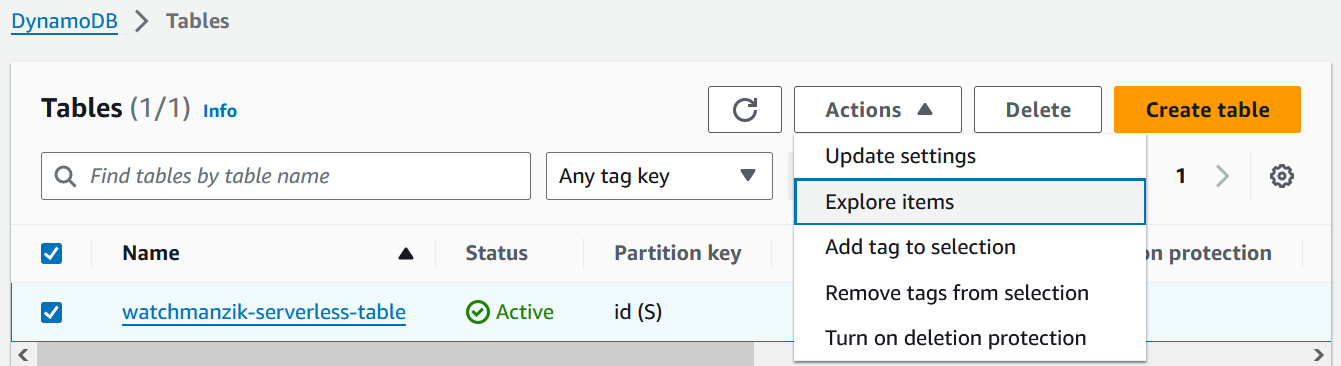 DynamoDB > Tables
Tables (1/1) Info
Actions
Delete
Create table
Find tables by table name
Any tag key
1
Update settings
Explore items
Add tag to selection
Remove tags from selection
Turn on deletion protection
Name Status Partition key on protection
watchmanzik-serverless-table Active id (S)